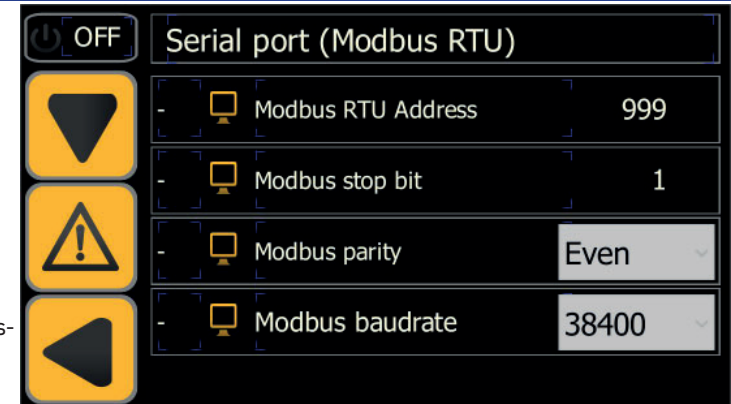 OFF
Serial port (Modbus RTU)
- Modbus RTU Address 999
- Modbus stop bit 1
- Modbus parity Even
- Modbus baudrate 38400
s-